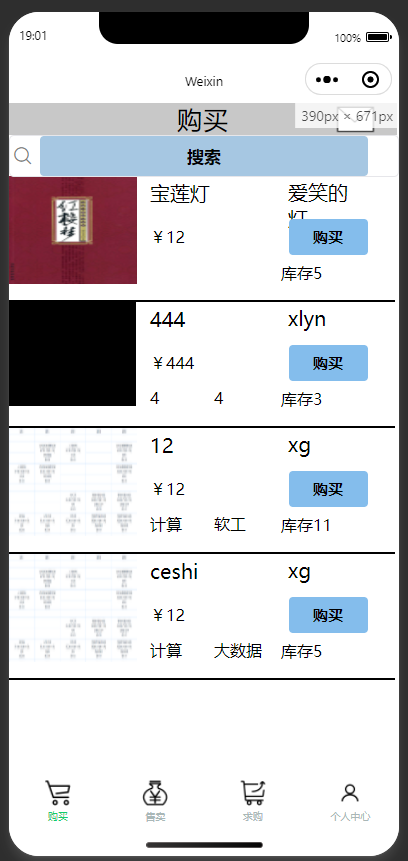 19:01 100%
Weixin
购买
390px × 671px
搜索
宝莲灯 爱笑的灯
￥12 购买
库存5
444 xlyn
￥444 购买
4 4 库存3
12 xg
￥12 购买
计算 软工 库存11
ceshi xg
￥12 购买
计算 大数据 库存5
购买 售卖 求购 个人中心